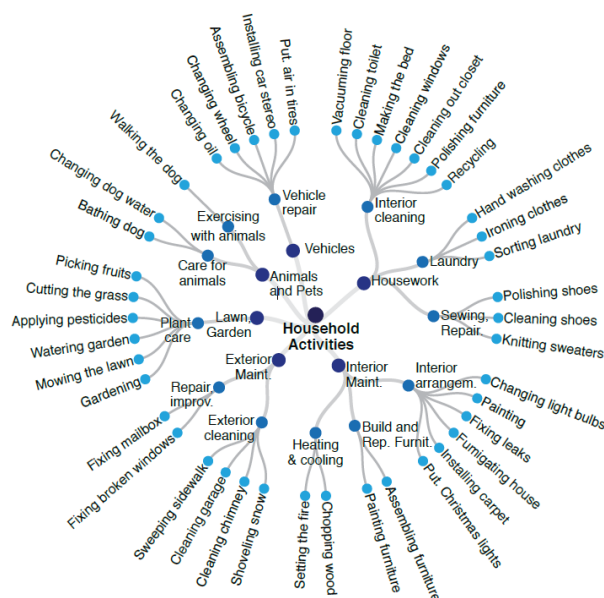 Household
Activities
Vehicles
Vehicle
repair
Changing oil
Changing wheel
Assembling bicycle
Installing car stereo
Put. air in tires
Housework
Interior
cleaning
Vacuuming floor
Cleaning toilet
Making the bed
Cleaning windows
Cleaning out closet
Polishing furniture
Recycling
Laundry
Hand washing clothes
Ironing clothes
Sorting laundry
Sewing,
Repair.
Polishing shoes
Cleaning shoes
Knitting sweaters
Interior
Maint.
Interior
arrangem.
Changing light bulbs
Painting
Fixing leaks
Fumigating house
Installing carpet
Put. Christmas lights
Build and
Rep. Furnit.
Assembling furniture
Painting furniture
Heating
& cooling
Chopping wood
Setting the fire
Exterior
Maint.
Exterior
cleaning
Shoveling snow
Cleaning chimney
Cleaning garage
Sweeping sidewalk
Repair
improv.
Fixing broken windows
Fixing mailbox
Lawn,
Garden
Plant
care
Gardening
Mowing the lawn
Watering garden
Applying pesticides
Cutting the grass
Picking fruits
Animals
and Pets
Care for
animals
Bathing dog
Changing dog water
Exercising
with animals
Walking the dog